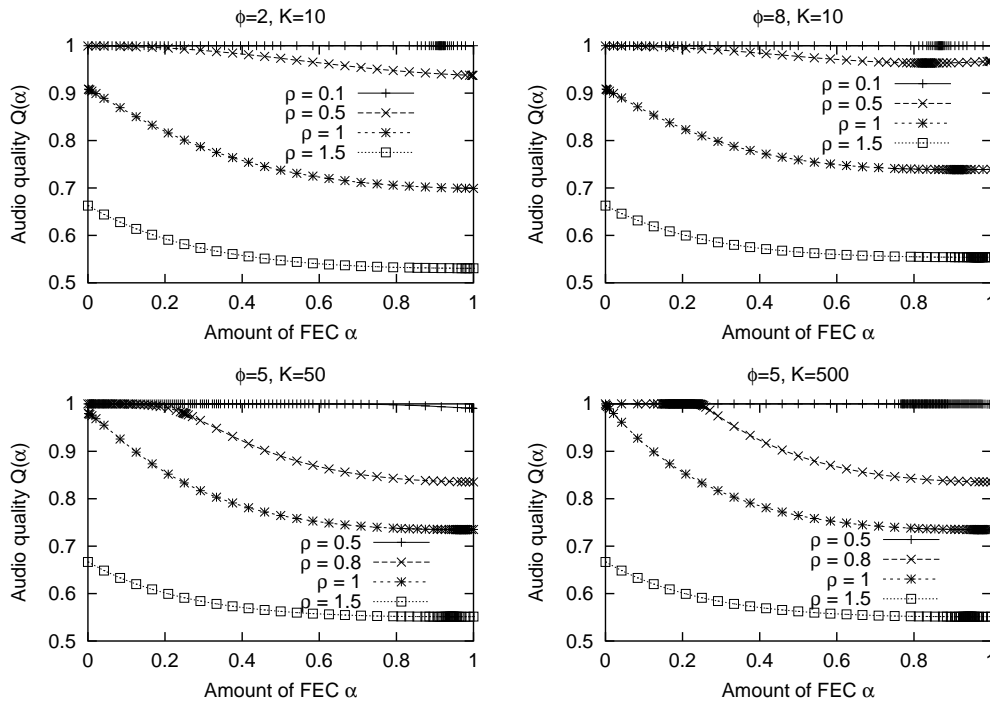 ϕ=2, K=10
Audio quality Q(α)
1
0.9
0.8
0.7
0.6
0.5
ρ = 0.1
ρ = 0.5
ρ = 1
ρ = 1.5
0 0.2 0.4 0.6 0.8 1
Amount of FEC α
ϕ=8, K=10
Audio quality Q(α)
1
0.9
0.8
0.7
0.6
0.5
ρ = 0.1
ρ = 0.5
ρ = 1
ρ = 1.5
0 0.2 0.4 0.6 0.8 1
Amount of FEC α
ϕ=5, K=50
Audio quality Q(α)
1
0.9
0.8
0.7
0.6
0.5
ρ = 0.5
ρ = 0.8
ρ = 1
ρ = 1.5
0 0.2 0.4 0.6 0.8 1
Amount of FEC α
ϕ=5, K=500
Audio quality Q(α)
1
0.9
0.8
0.7
0.6
0.5
ρ = 0.5
ρ = 0.8
ρ = 1
ρ = 1.5
0 0.2 0.4 0.6 0.8 1
Amount of FEC α